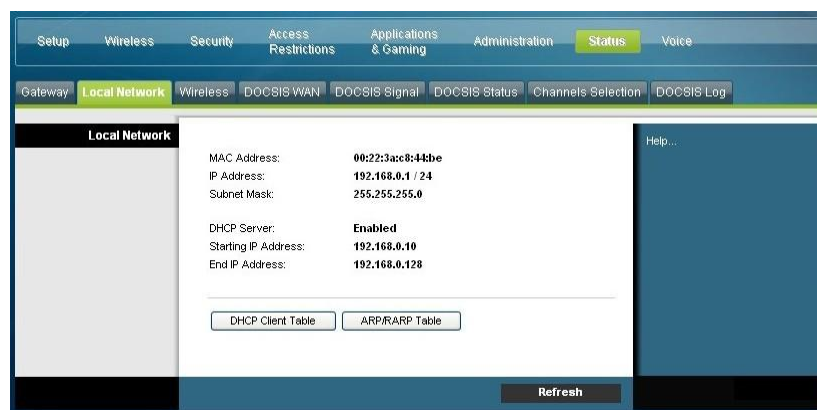 Setup Wireless Security Access Restrictions Applications & Gaming Administration Status Voice
Gateway Local Network Wireless DOCSIS WAN DOCSIS Signal DOCSIS Status Channels Selection DOCSIS Log
Local Network
Help...
MAC Address: 00:22:3a:c8:44:be
IP Address: 192.168.0.1 / 24
Subnet Mask: 255.255.255.0
DHCP Server: Enabled
Starting IP Address: 192.168.0.10
End IP Address: 192.168.0.128
DHCP Client Table ARP/RARP Table
Refresh